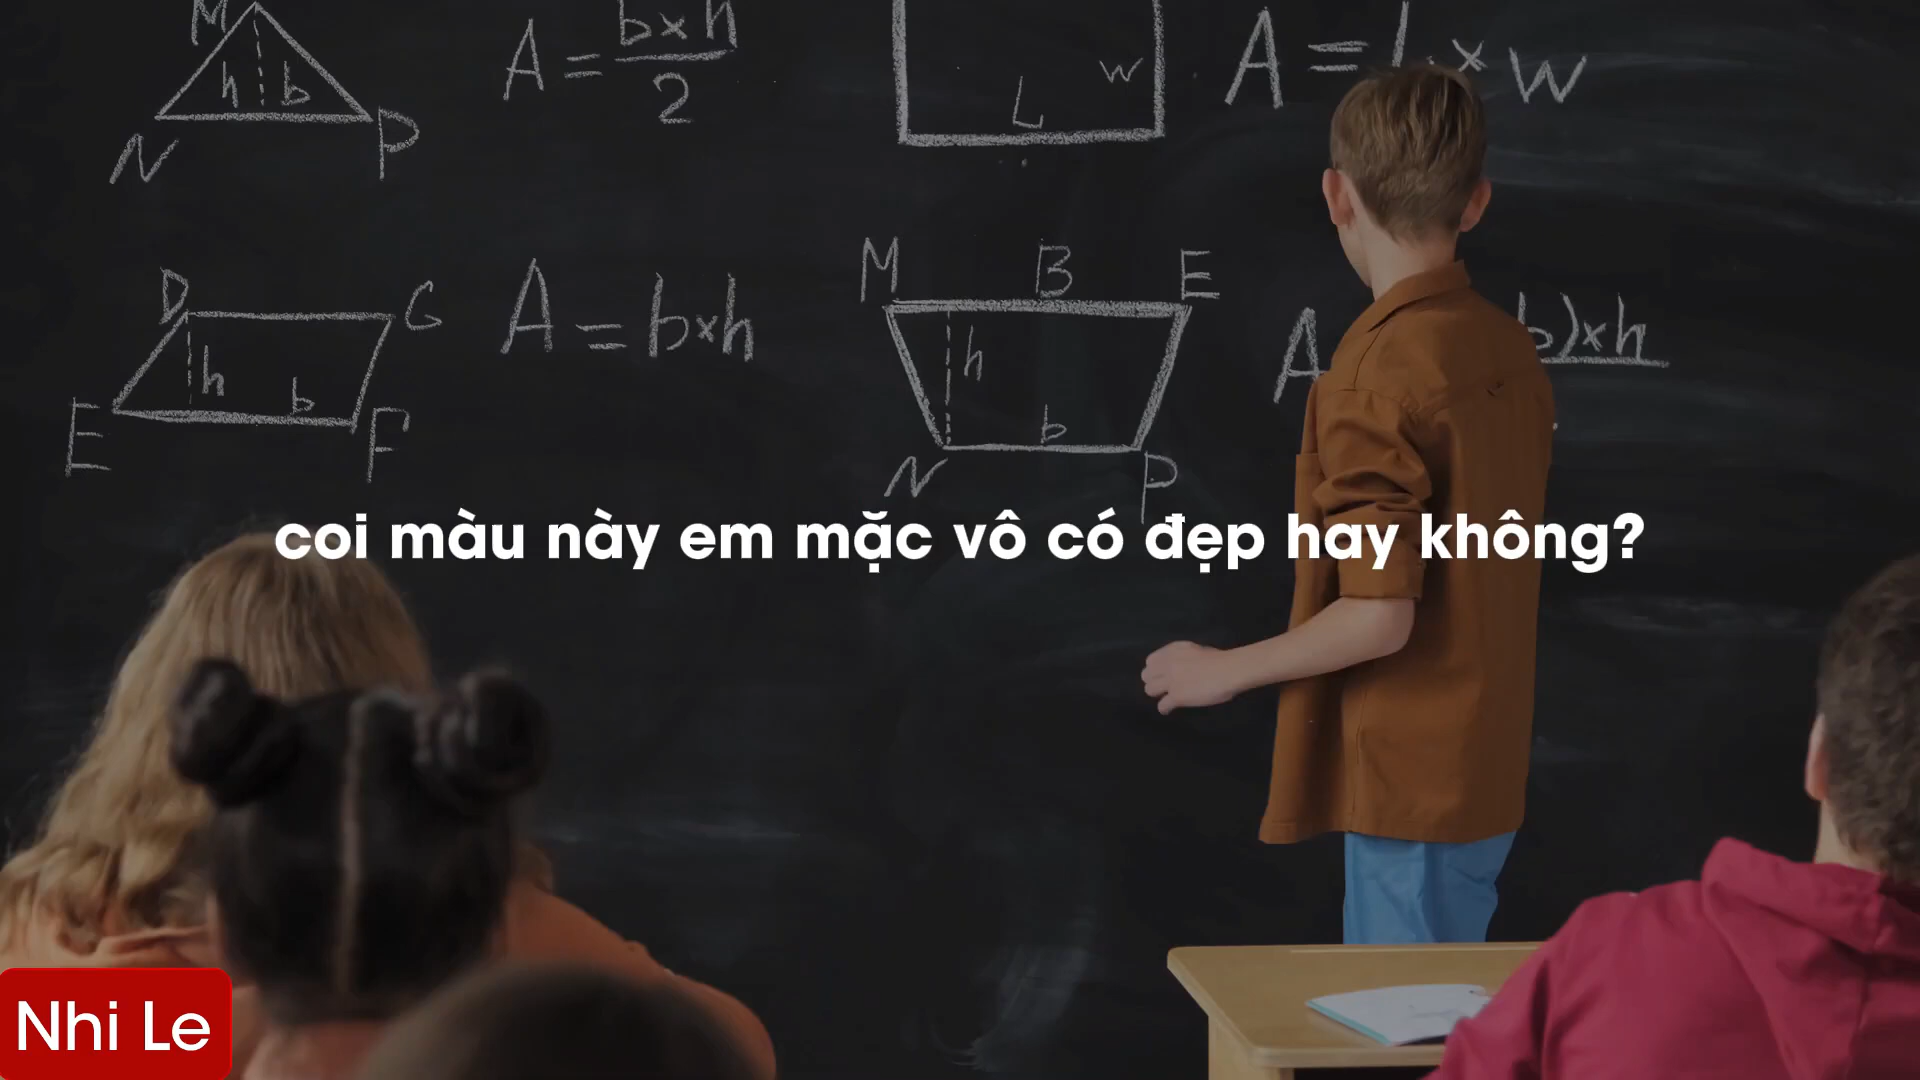 M
h b
N P
A = b×h
2
L w
A = L × w
D G
h b
E F
A = b×h
M B E
h
b
N P
A b)×h
coi màu này em mặc vô có đẹp hay không?
Nhi Le